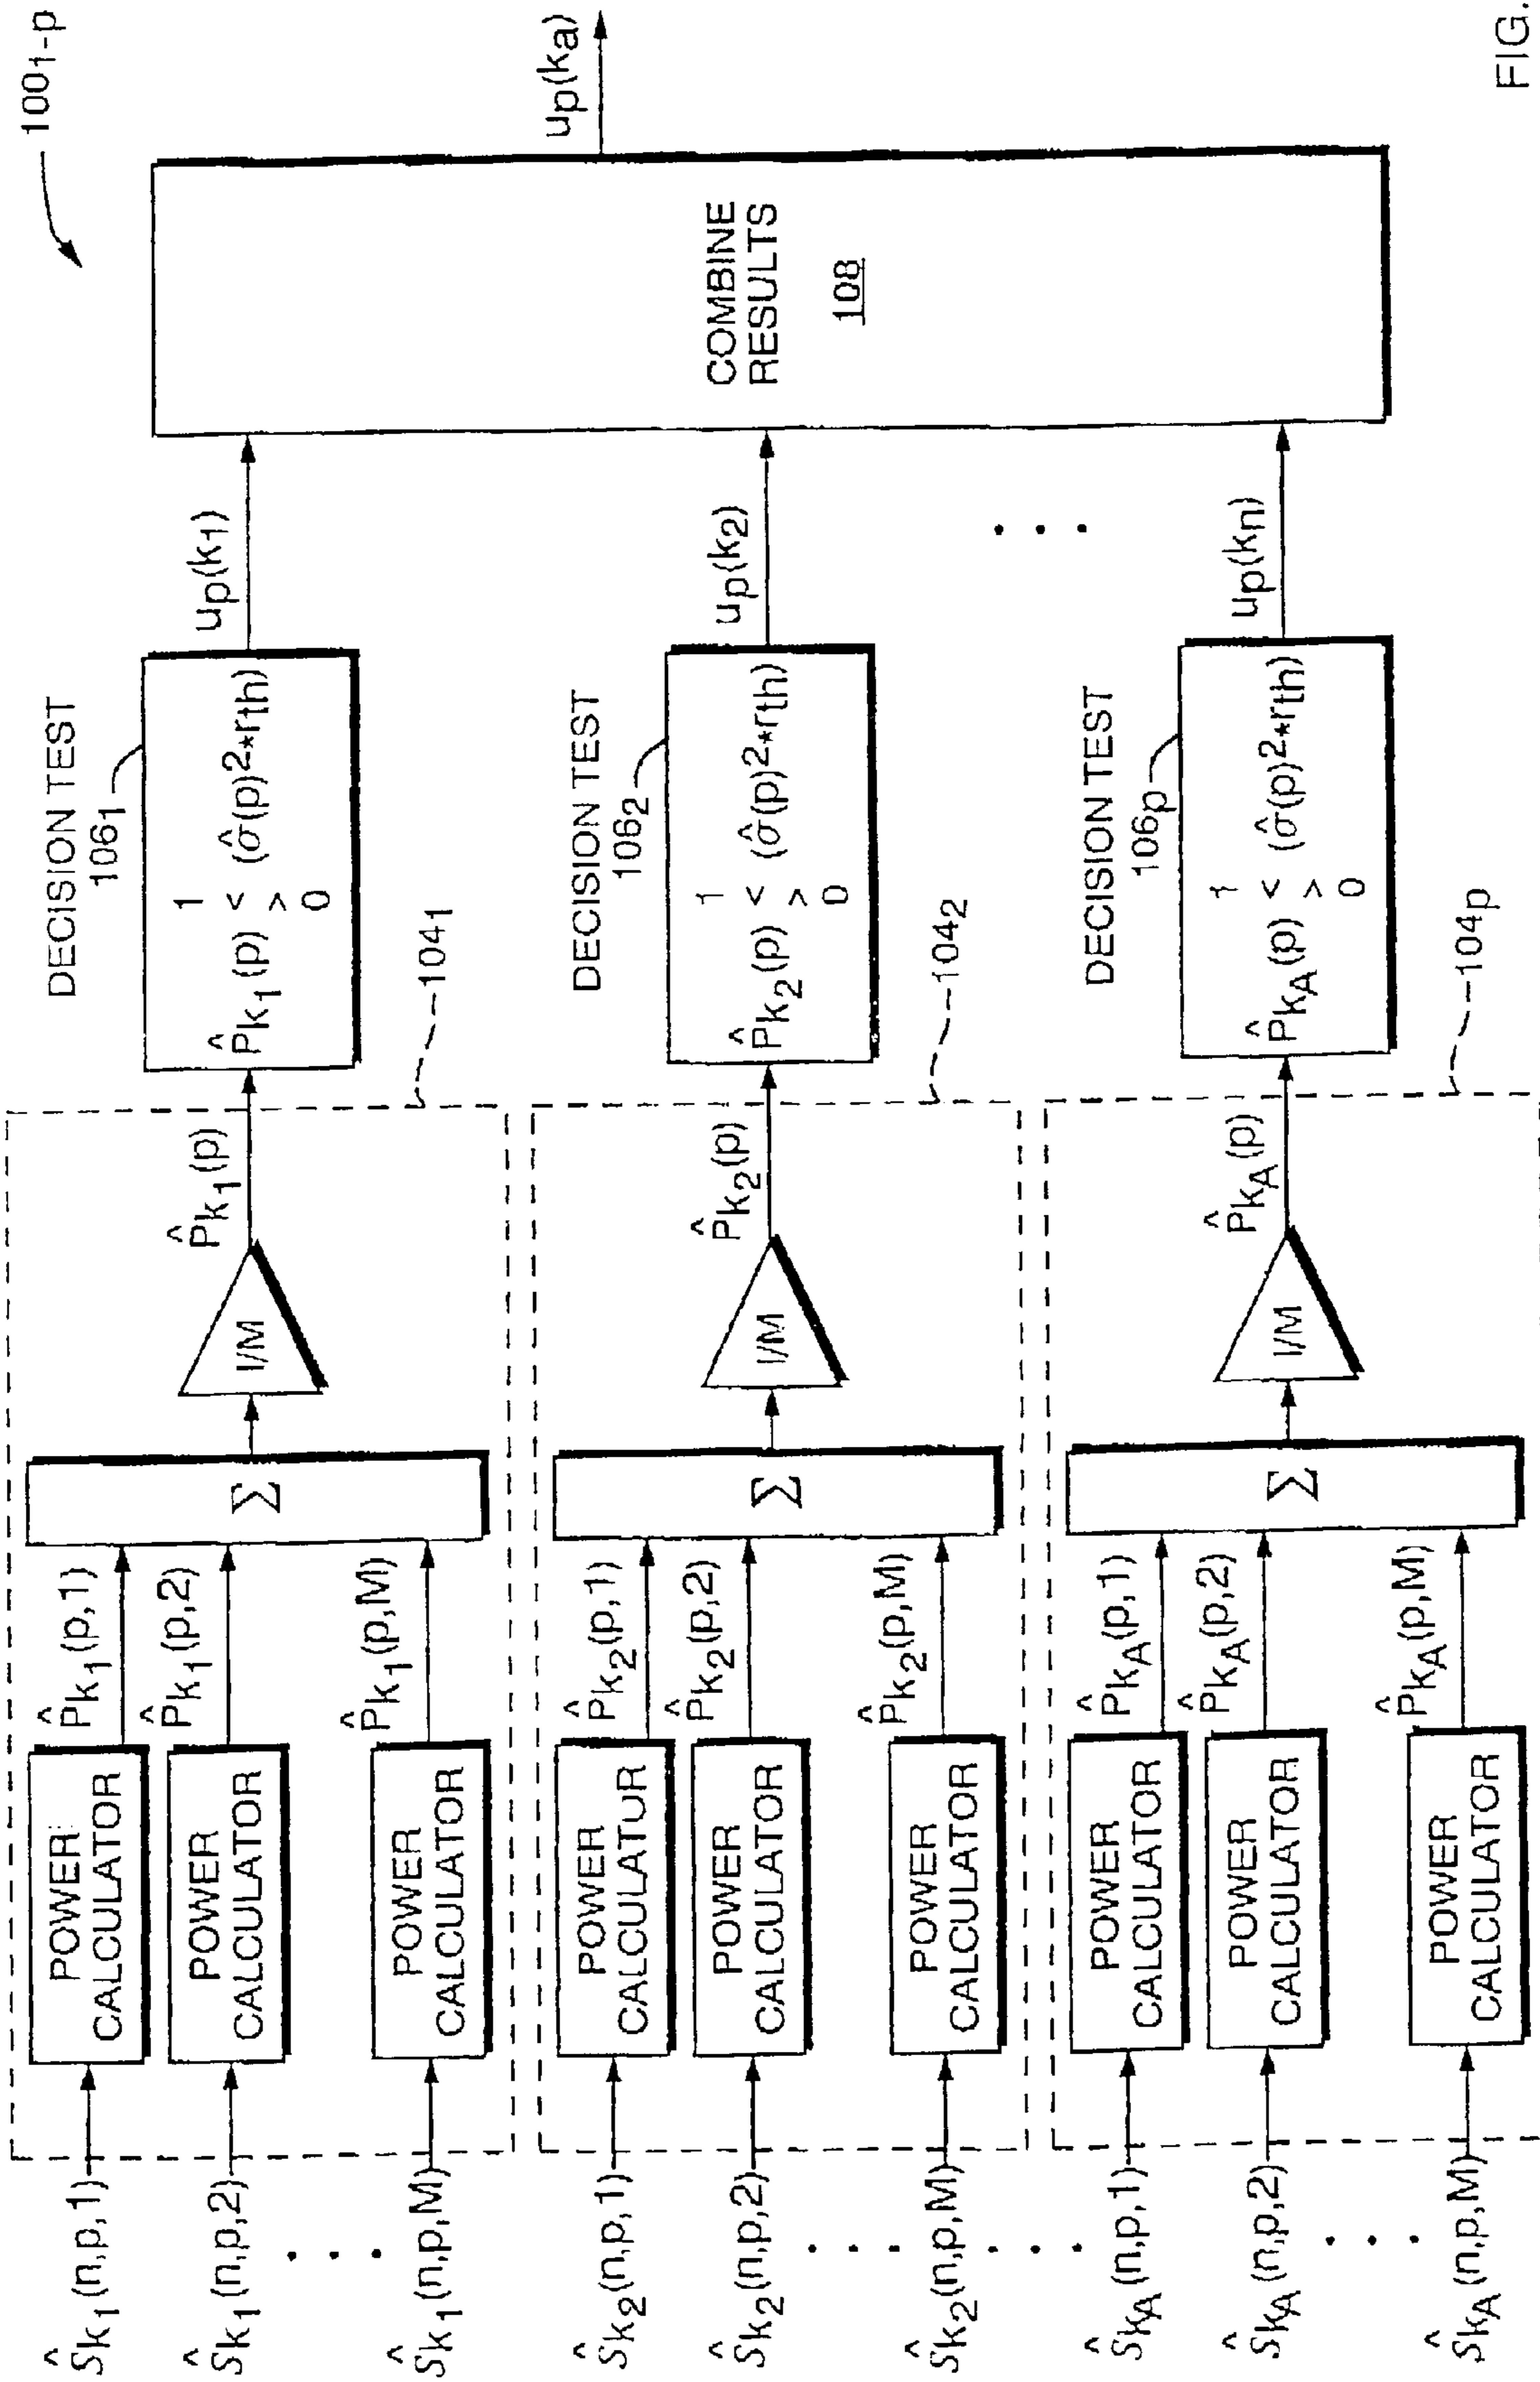 100₁₋p
DECISION TEST
106₁
P̂k₁(p) 1 < > 0 (σ̂(p)²*rth)
up(k₁)
Ŝk₁(n,p,1)
POWER
CALCULATOR
P̂k₁(p,1)
Ŝk₁(n,p,2)
POWER
CALCULATOR
P̂k₁(p,2)
. . .
Ŝk₁(n,p,M)
POWER
CALCULATOR
P̂k₁(p,M)
Σ
I/M
P̂k₁(p)
104₁
DECISION TEST
106₂
P̂k₂(p) 1 < > 0 (σ̂(p)²*rth)
up(k₂)
Ŝk₂(n,p,1)
POWER
CALCULATUR
P̂k₂(p,1)
Ŝk₂(n,p,2)
POWER
CALCULATOR
P̂k₂(p,2)
. . .
Ŝk₂(n,p,M)
POWER
CALCULATOR
P̂k₂(p,M)
Σ
I/M
P̂k₂(p)
104₂
. . .
. . .
DECISION TEST
106p
P̂kA(p) 1 < > 0 (σ̂(p)²*rth)
up(kn)
ŜkA(n,p,1)
POWER
CALCULATOR
P̂kA(p,1)
ŜkA(n,p,2)
POWER
CALCULATOR
P̂kA(p,2)
. . .
ŜkA(n,p,M)
POWER
CALCULATOR
P̂kA(p,M)
Σ
I/M
P̂kA(p)
104p
COMBINE
RESULTS
108
up(ka)
FIG.